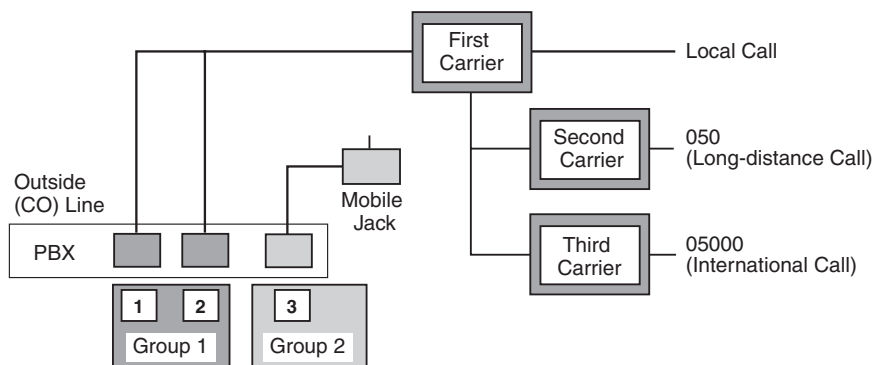 First
Carrier
Local Call
Second
Carrier
050
(Long-distance Call)
Outside
(CO) Line
Mobile
Jack
PBX
Third
Carrier
05000
(International Call)
1
2
3
Group 1
Group 2